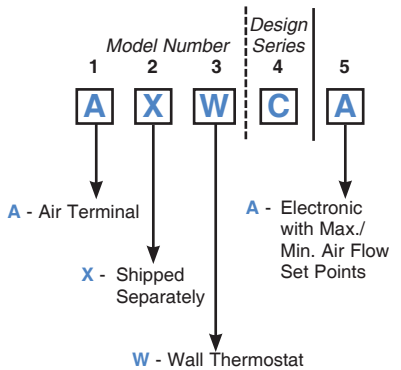 Design
Model Number Series
1 2 3 4 5
A X W C A
A - Air Terminal
A - Electronic
with Max./
Min. Air Flow
Set Points
X - Shipped
Separately
W - Wall Thermostat